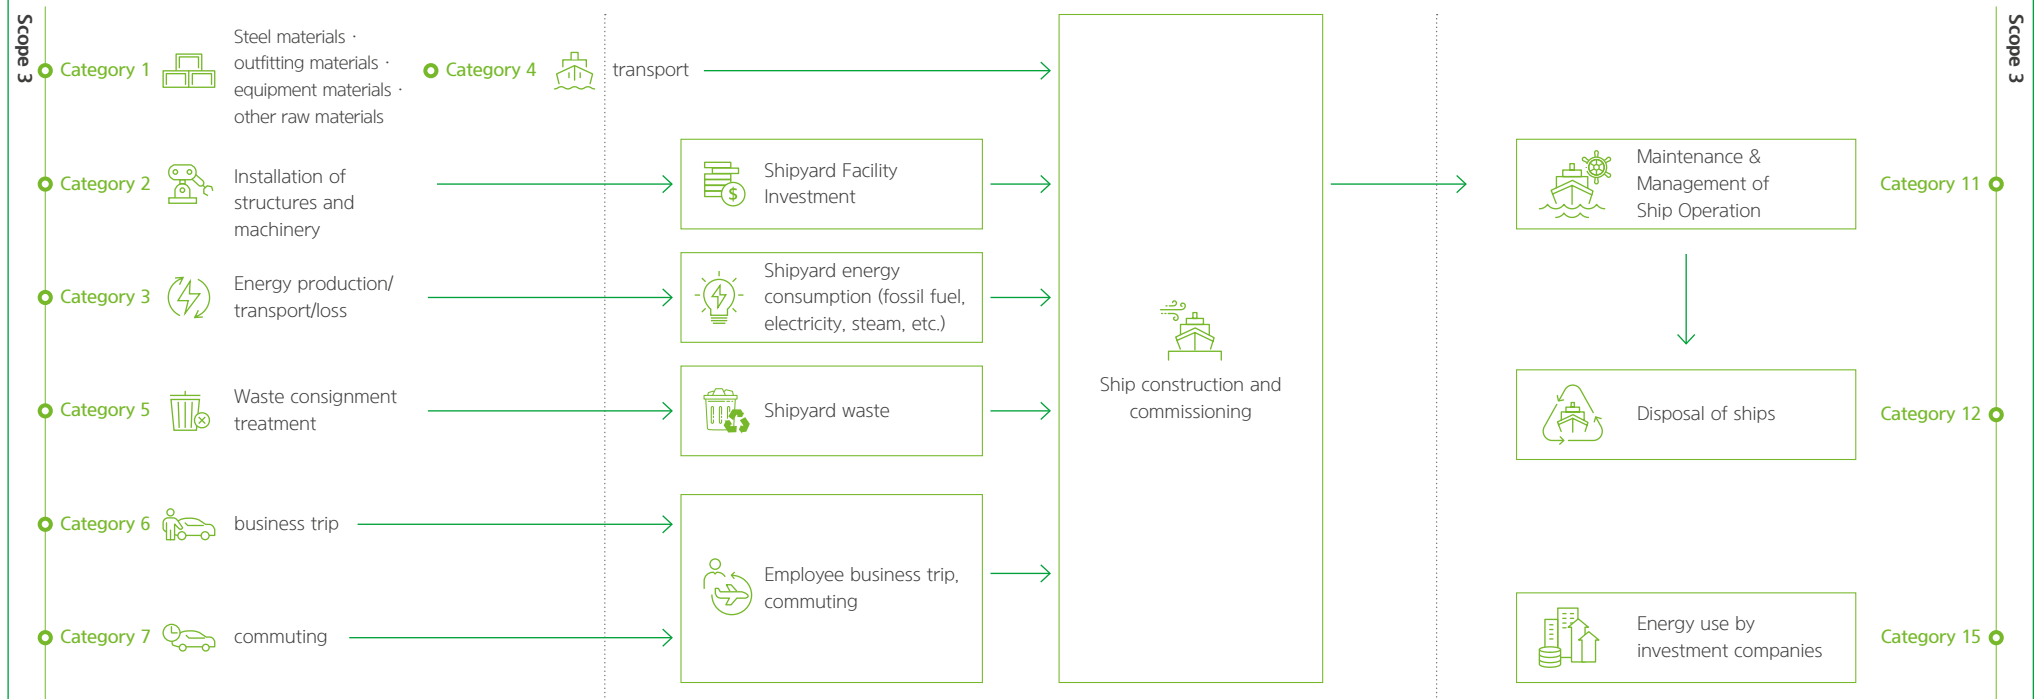 Scope 3
Category 1
Steel materials ·
outfitting materials ·
equipment materials ·
other raw materials
Category 4
transport
Category 2
Installation of
structures and
machinery
Shipyard Facility
Investment
$
Category 3
Energy production/
transport/loss
Shipyard energy
consumption (fossil fuel,
electricity, steam, etc.)
Category 5
Waste consignment
treatment
Shipyard waste
Category 6
business trip
Category 7
commuting
Employee business trip,
commuting
Ship construction and
commissioning
Maintenance &
Management of
Ship Operation
Category 11
Disposal of ships
Category 12
Energy use by
investment companies
Category 15
Scope 3